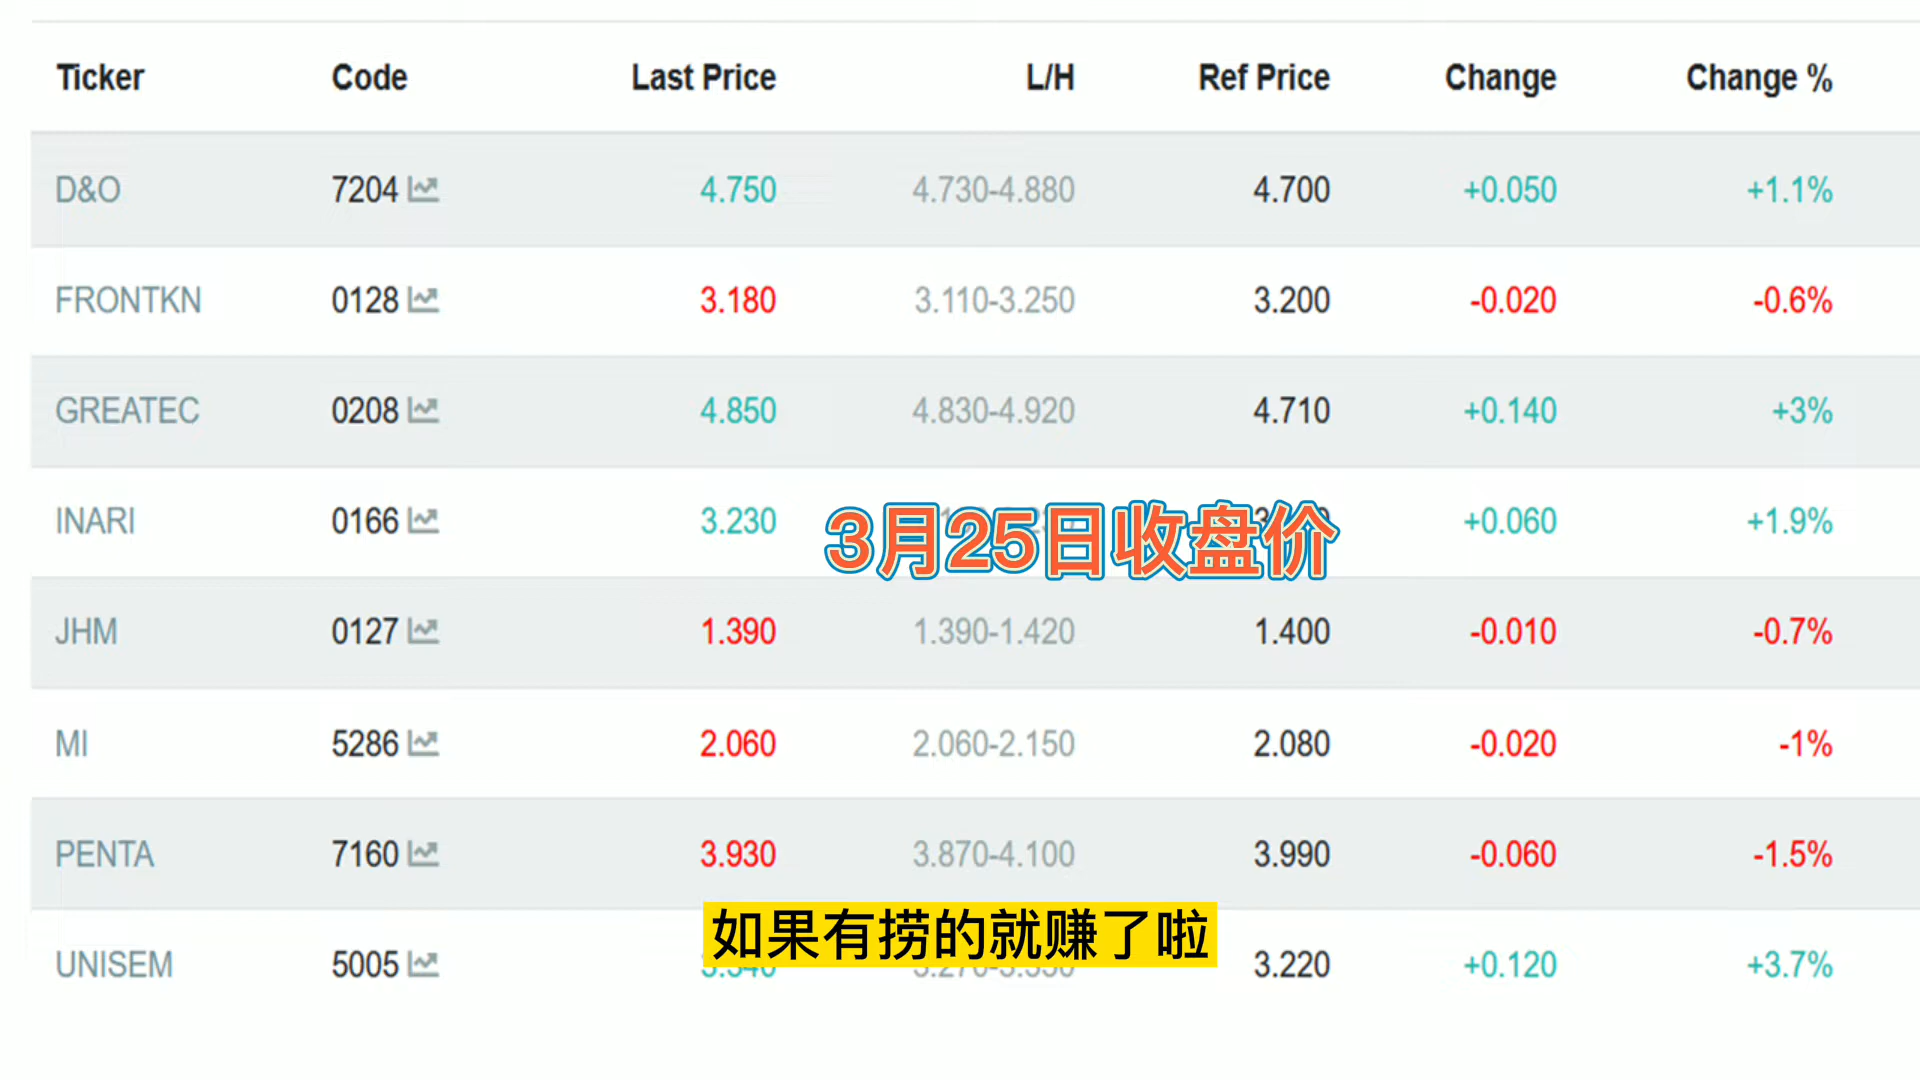 Ticker Code Last Price L/H Ref Price Change Change %
D&O 7204 4.750 4.730-4.880 4.700 +0.050 +1.1%
FRONTKN 0128 3.180 3.110-3.250 3.200 -0.020 -0.6%
GREATEC 0208 4.850 4.830-4.920 4.710 +0.140 +3%
INARI 0166 3.230 +0.060 +1.9%
3月25日收盘价
JHM 0127 1.390 1.390-1.420 1.400 -0.010 -0.7%
MI 5286 2.060 2.060-2.150 2.080 -0.020 -1%
PENTA 7160 3.930 3.870-4.100 3.990 -0.060 -1.5%
如果有捞的就赚了啦
UNISEM 5005 3.220 +0.120 +3.7%